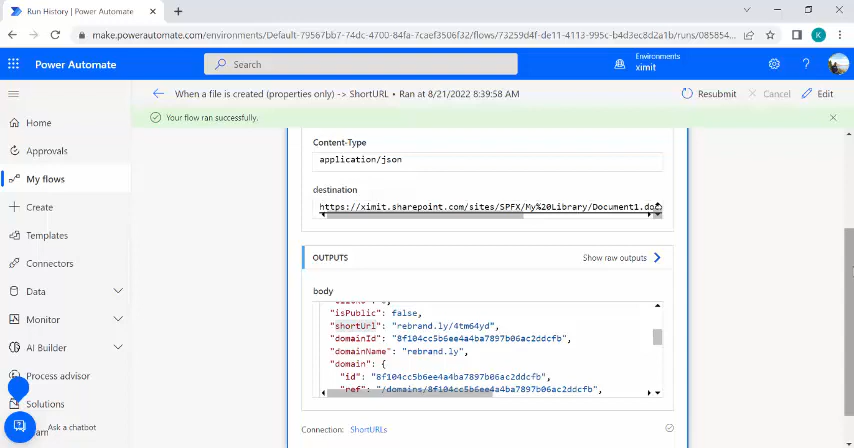 Run History | Power Automate
make.powerautomate.com/environments/Default-79567bb7-74dc-4700-84fa-7caef3506f32/flows/73259d4f-de11-4113-995c-b4d3ec8d2a1b/runs/085854...
K
Power Automate
Search
Environments
ximit
?
When a file is created (properties only) -> ShortURL • Ran at 8/21/2022 8:39:58 AM
Resubmit
Cancel
Edit
Your flow ran successfully.
Home
Approvals
My flows
Create
Templates
Connectors
Data
Monitor
AI Builder
Process advisor
Solutions
Ask a chatbot
Content-Type
application/json
destination
https://ximit.sharepoint.com/sites/SPFX/My%20Library/Document1.docx
OUTPUTS
Show raw outputs
body
"isPublic": false,
"shortUrl": "rebrand.ly/4tm64yd",
"domainId": "8f104cc5b6ee4a4ba7897b06ac2ddcfb",
"domainName": "rebrand.ly",
"domain": {
"id": "8f104cc5b6ee4a4ba7897b06ac2ddcfb",
"ref": "/domains/8f104cc5b6ee4a4ba7897b06ac2ddcfb",
Connection: ShortURLs